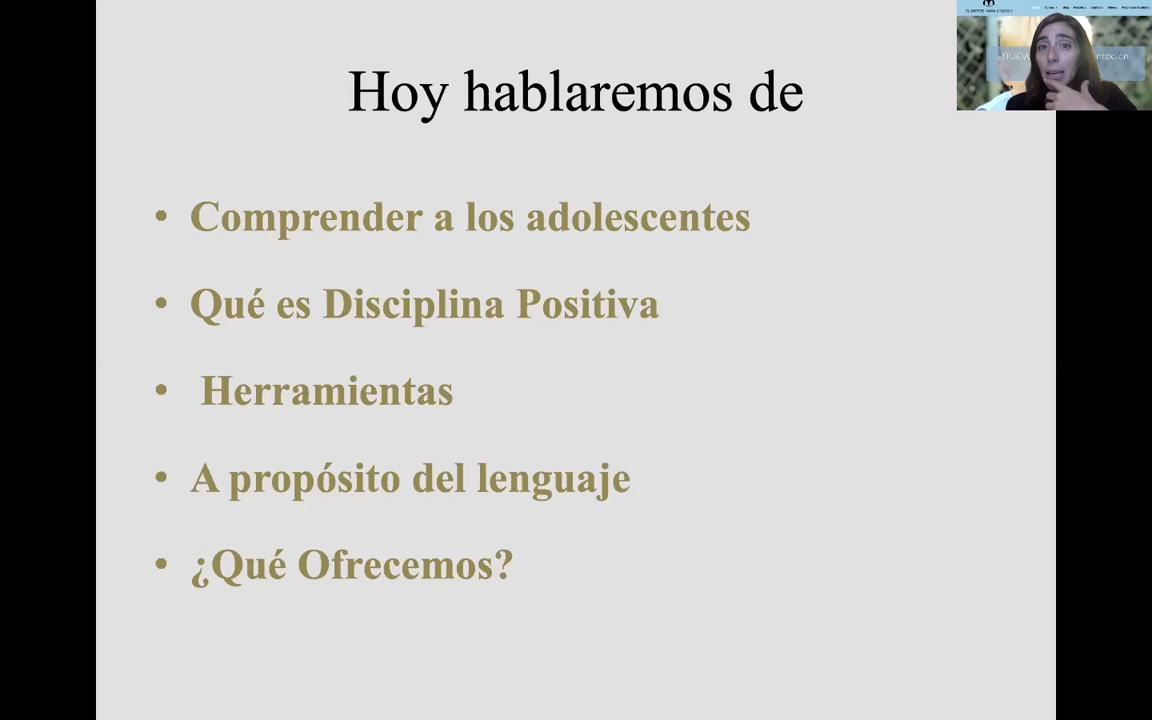 Hoy hablaremos de
• Comprender a los adolescentes
• Qué es Disciplina Positiva
• Herramientas
• A propósito del lenguaje
• ¿Qué Ofrecemos?